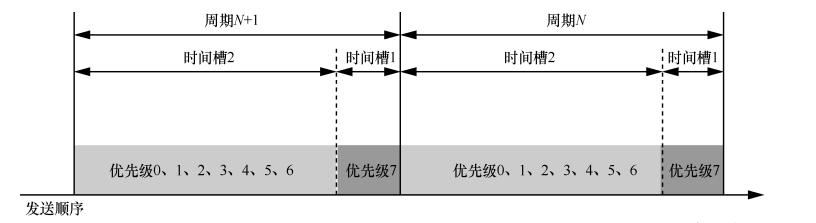 周期N+1 周期N
时间槽2 时间槽1 时间槽2 时间槽1
优先级0、1、2、3、4、5、6 优先级7 优先级0、1、2、3、4、5、6 优先级7
发送顺序